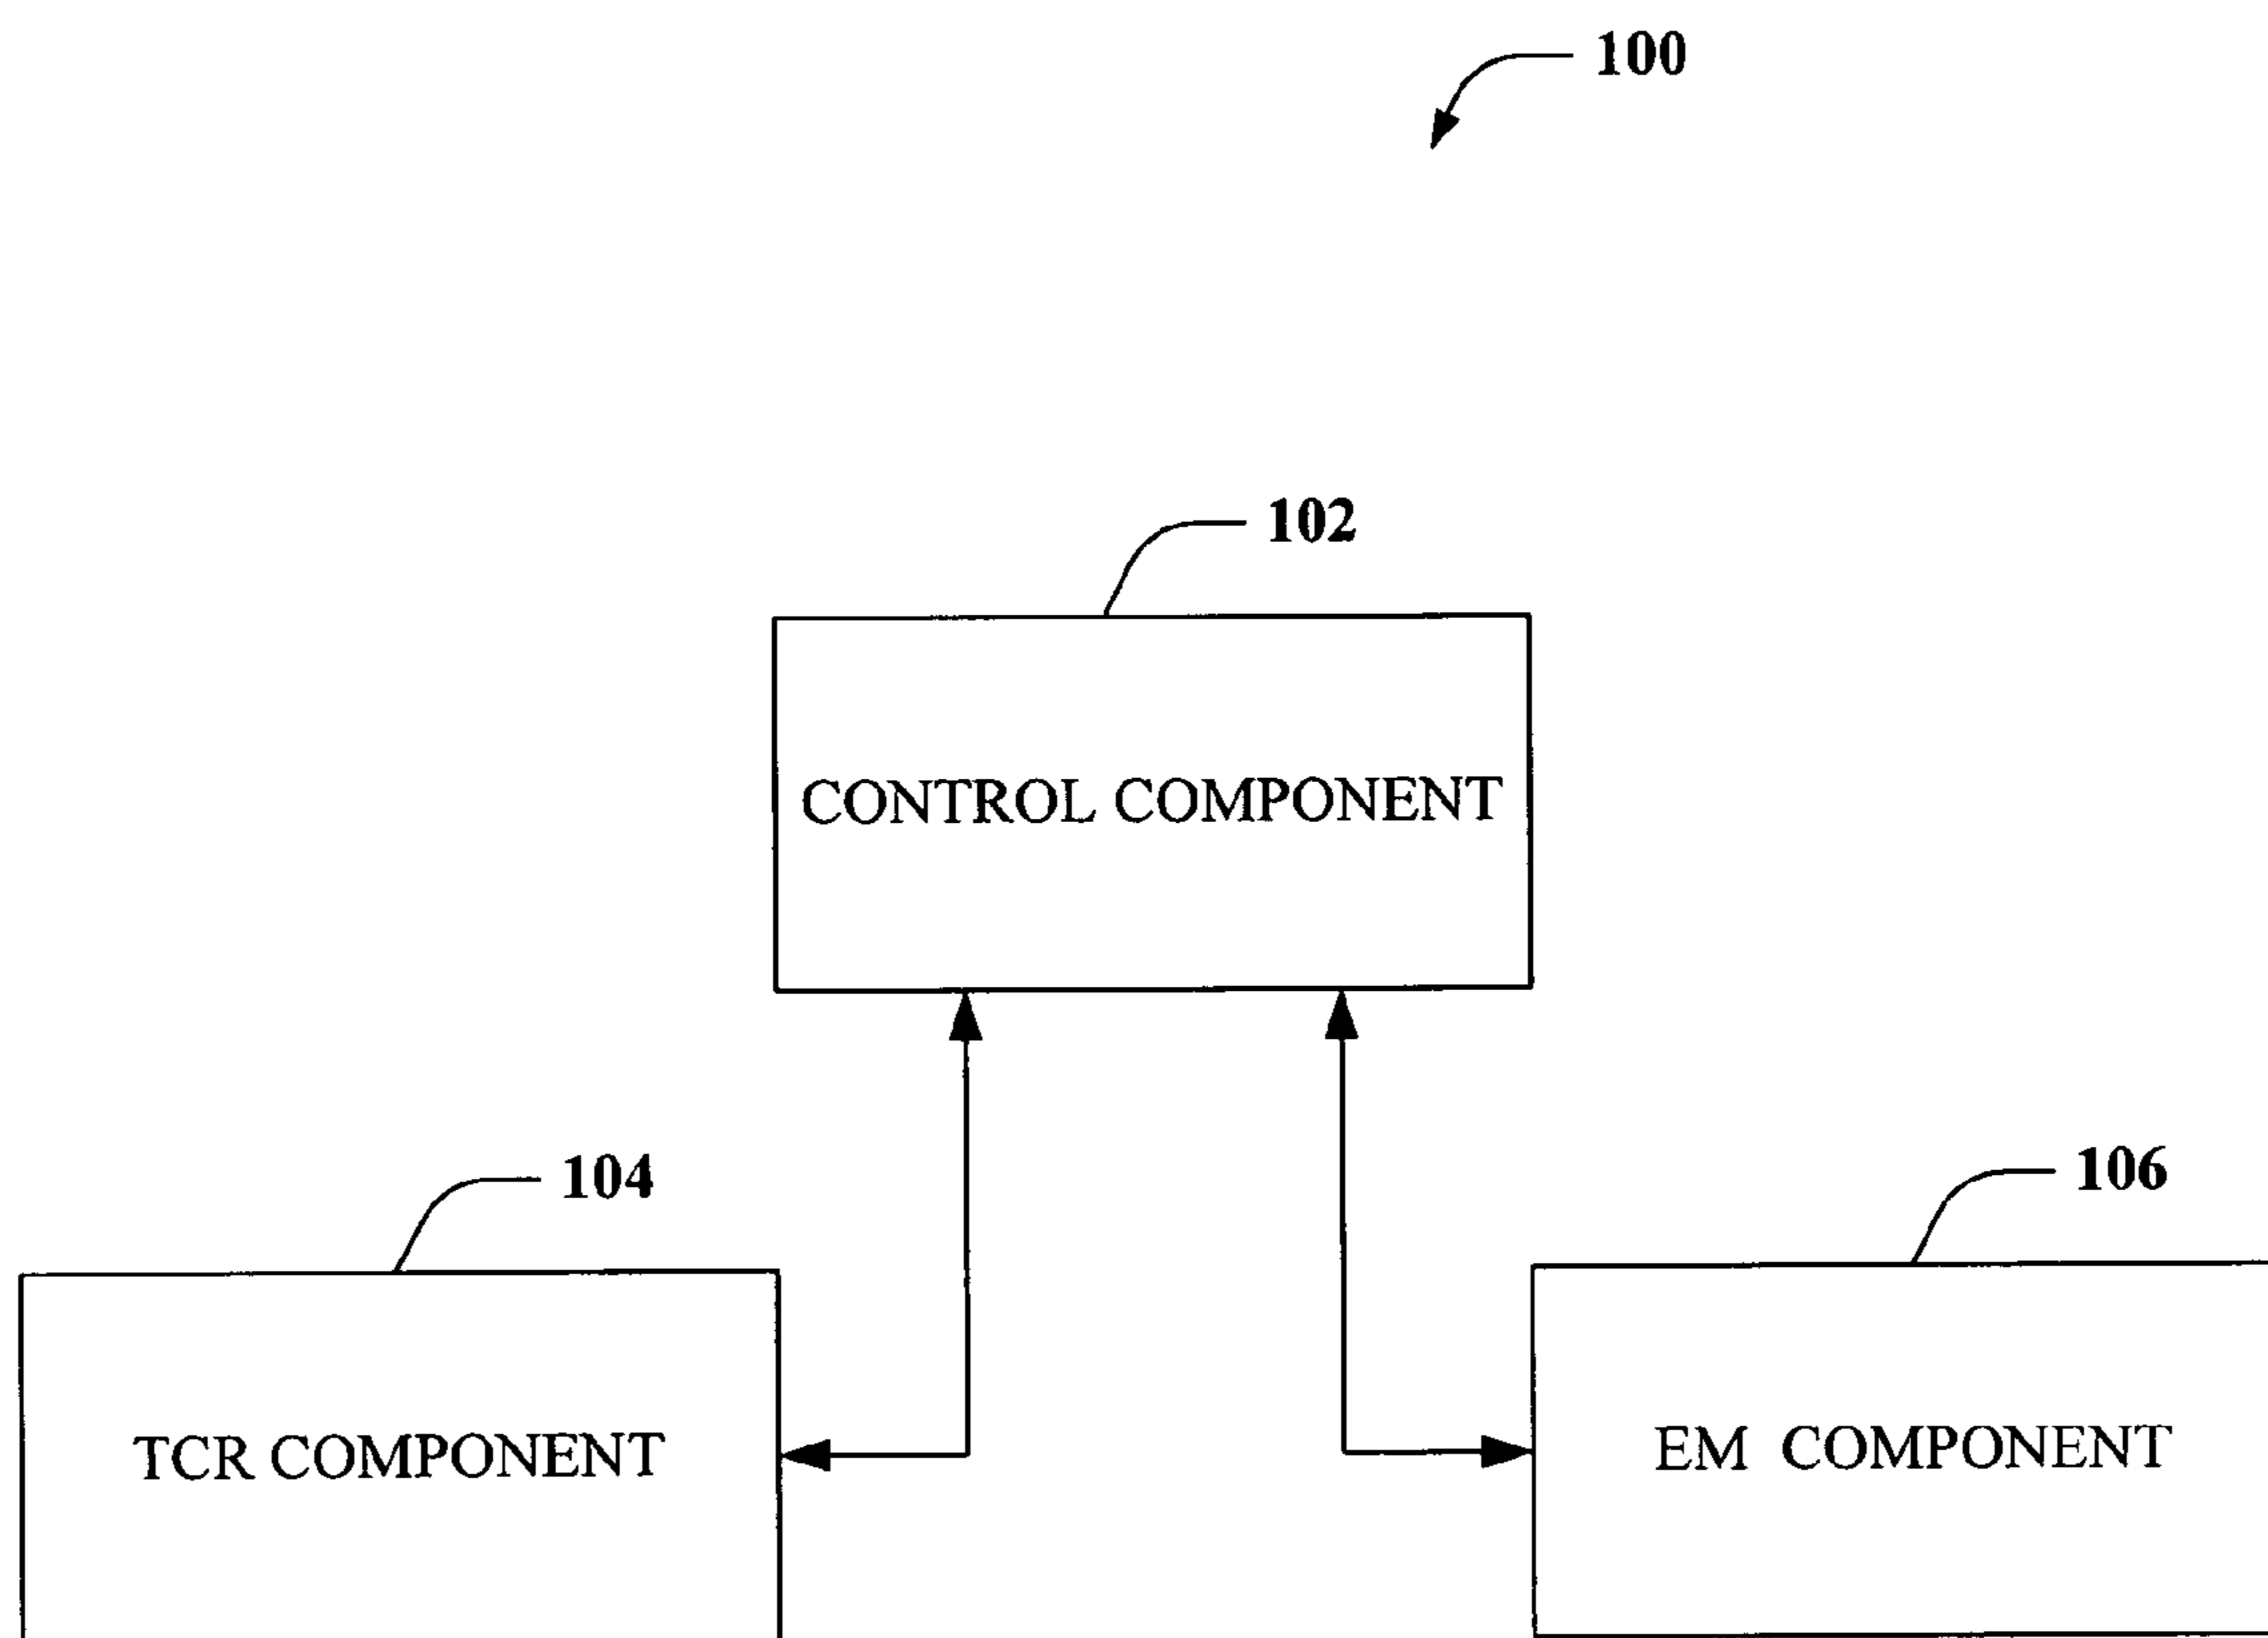 100
102
CONTROL COMPONENT
104
106
TCR COMPONENT
EM COMPONENT